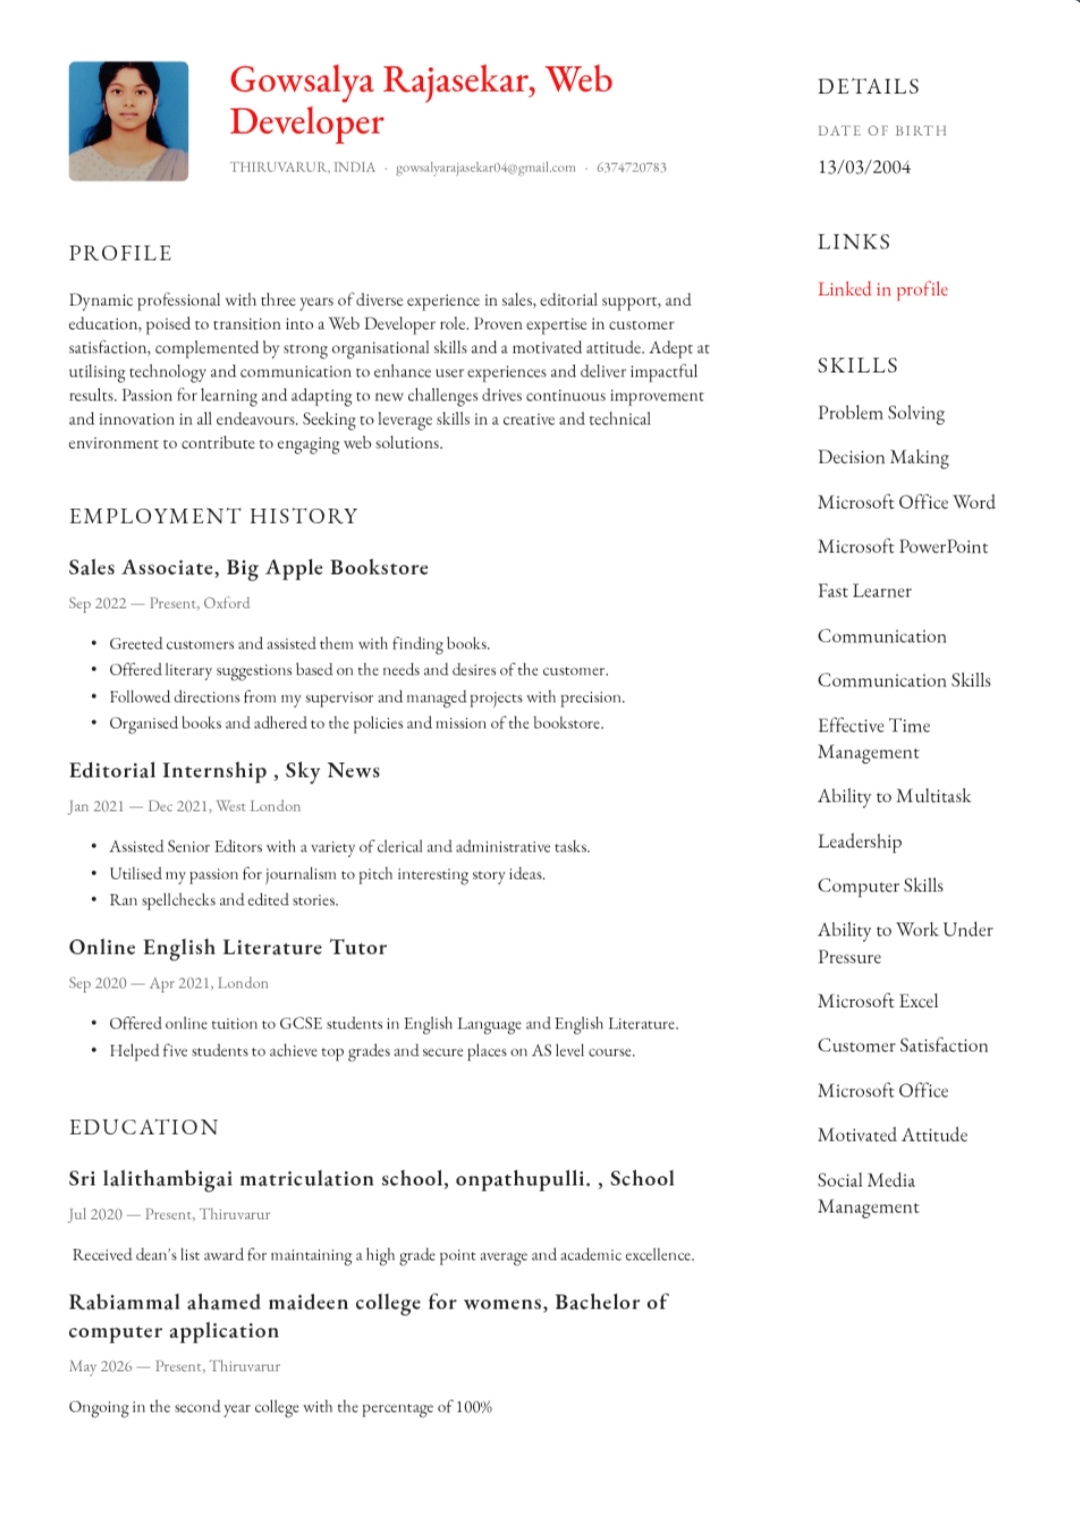 Gowsalya Rajasekar, Web
Developer
THIRUVARUR, INDIA · gowsalyarajasekar04@gmail.com · 6374720783
PROFILE
Dynamic professional with three years of diverse experience in sales, editorial support, and
education, poised to transition into a Web Developer role. Proven expertise in customer
satisfaction, complemented by strong organisational skills and a motivated attitude. Adept at
utilising technology and communication to enhance user experiences and deliver impactful
results. Passion for learning and adapting to new challenges drives continuous improvement
and innovation in all endeavours. Seeking to leverage skills in a creative and technical
environment to contribute to engaging web solutions.
EMPLOYMENT HISTORY
Sales Associate, Big Apple Bookstore
Sep 2022 — Present, Oxford
• Greeted customers and assisted them with finding books.
• Offered literary suggestions based on the needs and desires of the customer.
• Followed directions from my supervisor and managed projects with precision.
• Organised books and adhered to the policies and mission of the bookstore.
Editorial Internship , Sky News
Jan 2021 — Dec 2021, West London
• Assisted Senior Editors with a variety of clerical and administrative tasks.
• Utilised my passion for journalism to pitch interesting story ideas.
• Ran spellchecks and edited stories.
Online English Literature Tutor
Sep 2020 — Apr 2021, London
• Offered online tuition to GCSE students in English Language and English Literature.
• Helped five students to achieve top grades and secure places on AS level course.
EDUCATION
Sri lalithambigai matriculation school, onpathupulli. , School
Jul 2020 — Present, Thiruvarur
Received dean's list award for maintaining a high grade point average and academic excellence.
Rabiammal ahamed maideen college for womens, Bachelor of
computer application
May 2026 — Present, Thiruvarur
Ongoing in the second year college with the percentage of 100%
DETAILS
DATE OF BIRTH
13/03/2004
LINKS
Linked in profile
SKILLS
Problem Solving
Decision Making
Microsoft Office Word
Microsoft PowerPoint
Fast Learner
Communication
Communication Skills
Effective Time
Management
Ability to Multitask
Leadership
Computer Skills
Ability to Work Under
Pressure
Microsoft Excel
Customer Satisfaction
Microsoft Office
Motivated Attitude
Social Media
Management